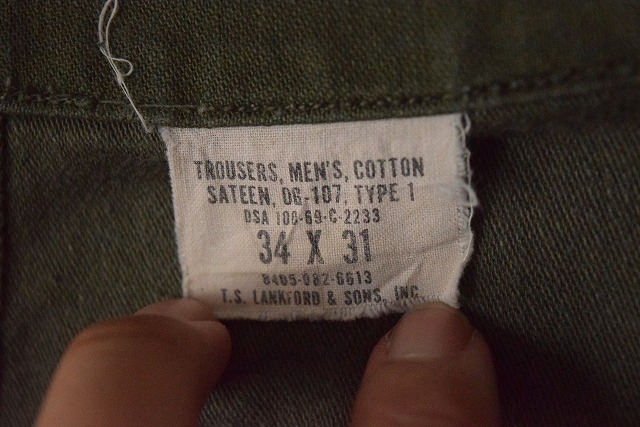 TROUSERS, MEN'S, COTTON
SATEEN, OG-107, TYPE 1
DSA 100-69-C-2233
34 X 31
8405-082-6613
T.S. LANKFORD & SONS, INC.